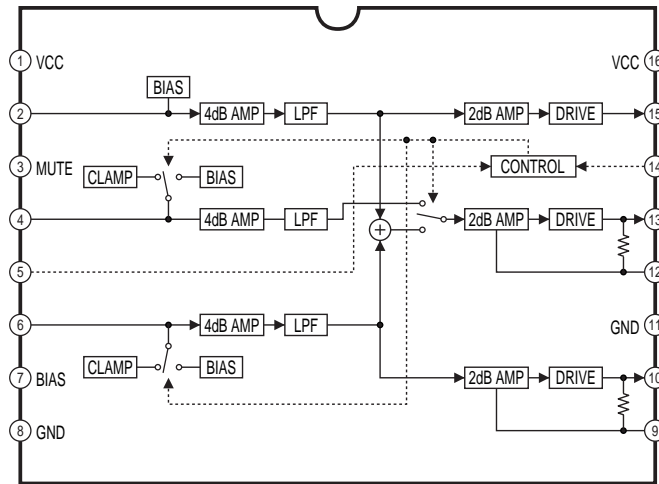 1 VCC VCC 16
BIAS
2 4dB AMP LPF 2dB AMP DRIVE 15
3 MUTE CLAMP BIAS CONTROL 14
4 4dB AMP LPF + 2dB AMP DRIVE 13
5 12
6 4dB AMP LPF GND 11
CLAMP BIAS
7 BIAS 2dB AMP DRIVE 10
8 GND 9